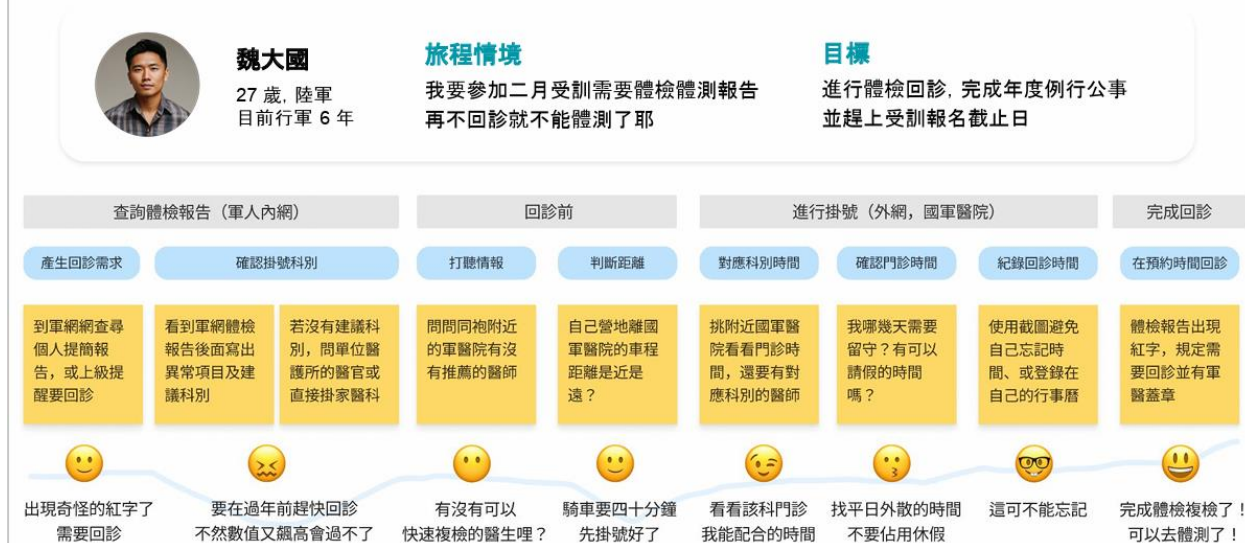 魏大國
27 歲, 陸軍
目前行軍 6 年
旅程情境
我要參加二月受訓需要體檢體測報告
再不回診就不能體測了耶
目標
進行體檢回診, 完成年度例行公事
並趕上受訓報名截止日
查詢體檢報告（軍人內網）
回診前
進行掛號（外網，國軍醫院）
完成回診
產生回診需求
確認掛號科別
打聽情報
判斷距離
對應科別時間
確認門診時間
紀錄回診時間
在預約時間回診
到軍網網查尋
個人提簡報
告，或上級提
醒要回診
看到軍網體檢
報告後面寫出
異常項目及建
議科別
若沒有建議科
別，問單位醫
護所的醫官或
直接掛家醫科
問問同袍附近
的軍醫院有沒
有推薦的醫師
自己營地離國
軍醫院的車程
距離是近是
遠？
挑附近國軍醫
院看看門診時
間，還要有對
應科別的醫師
我哪幾天需要
留守？有可以
請假的時間
嗎？
使用截圖避免
自己忘記時
間、或登錄在
自己的行事曆
體檢報告出現
紅字，規定需
要回診並有軍
醫蓋章
出現奇怪的紅字了
需要回診
要在過年前趕快回診
不然數值又飆高會過不了
有沒有可以
快速複檢的醫生哩？
騎車要四十分鐘
先掛號好了
看看該科門診
我能配合的時間
找平日外散的時間
不要佔用休假
這可不能忘記
完成體檢複檢了！
可以去體測了！